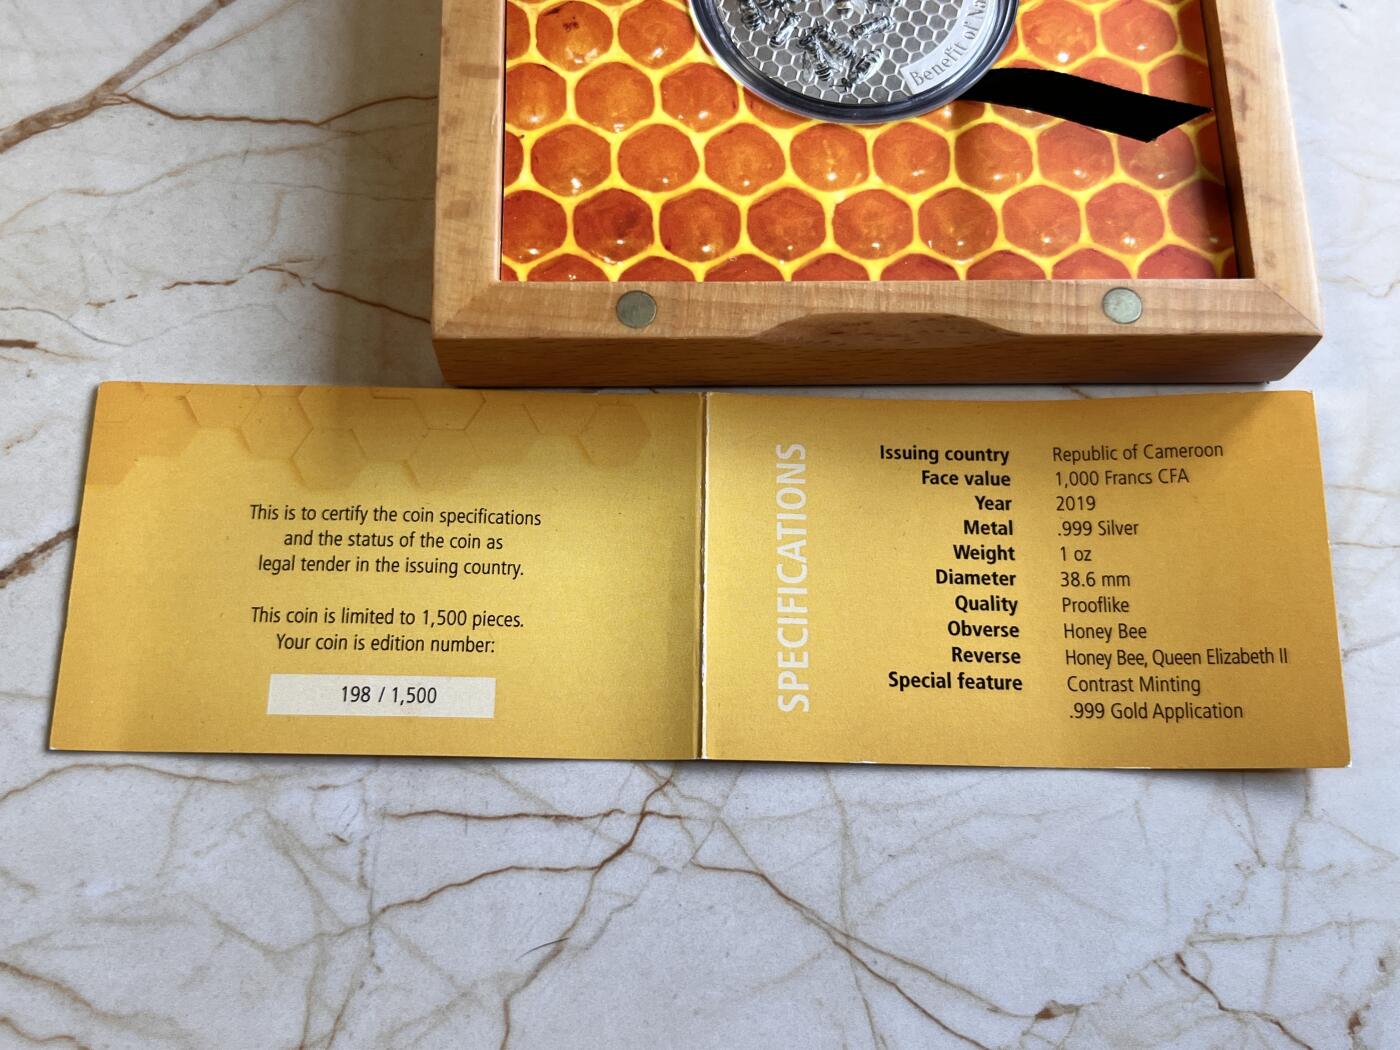 Benefit of
This is to certify the coin specifications
and the status of the coin as
legal tender in the issuing country.
This coin is limited to 1,500 pieces.
Your coin is edition number:
198 / 1,500
SPECIFICATIONS
Issuing country Republic of Cameroon
Face value 1,000 Francs CFA
Year 2019
Metal .999 Silver
Weight 1 oz
Diameter 38.6 mm
Quality Prooflike
Obverse Honey Bee
Reverse Honey Bee, Queen Elizabeth II
Special feature Contrast Minting
.999 Gold Application